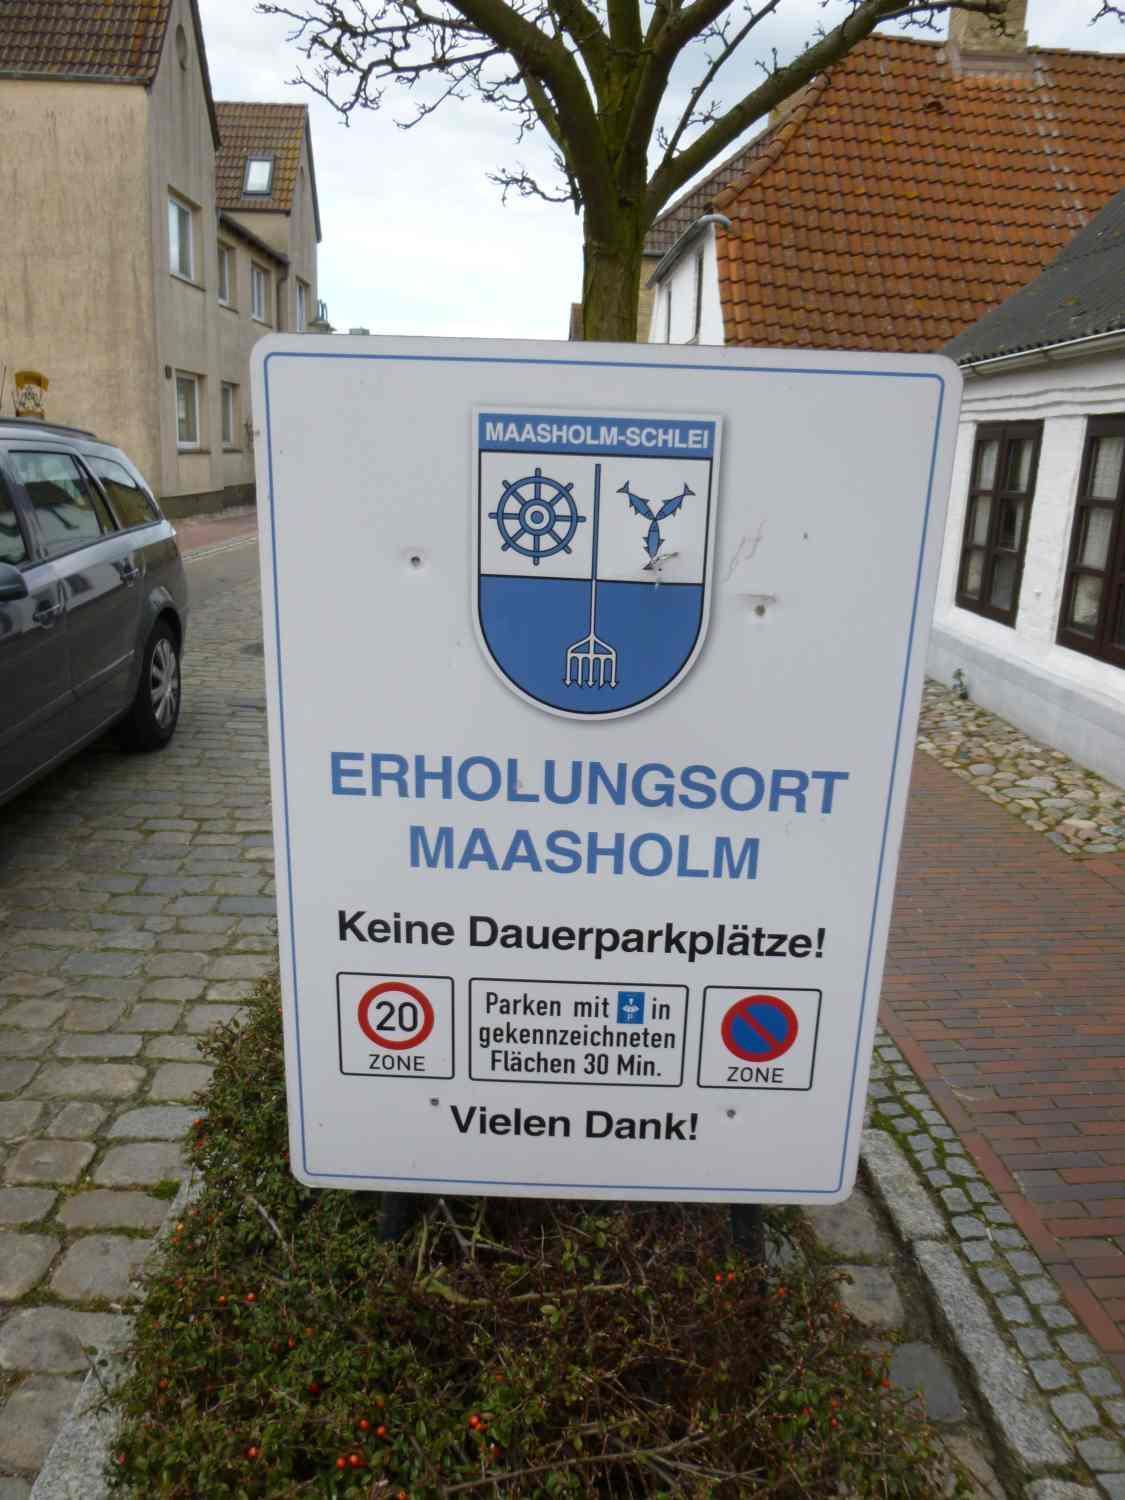 MAASHOLM-SCHLEI
ERHOLUNGSORT
MAASHOLM
Keine Dauerparkplätze!
20
ZONE
Parken mit P in
gekennzeichneten
Flächen 30 Min.
ZONE
Vielen Dank!